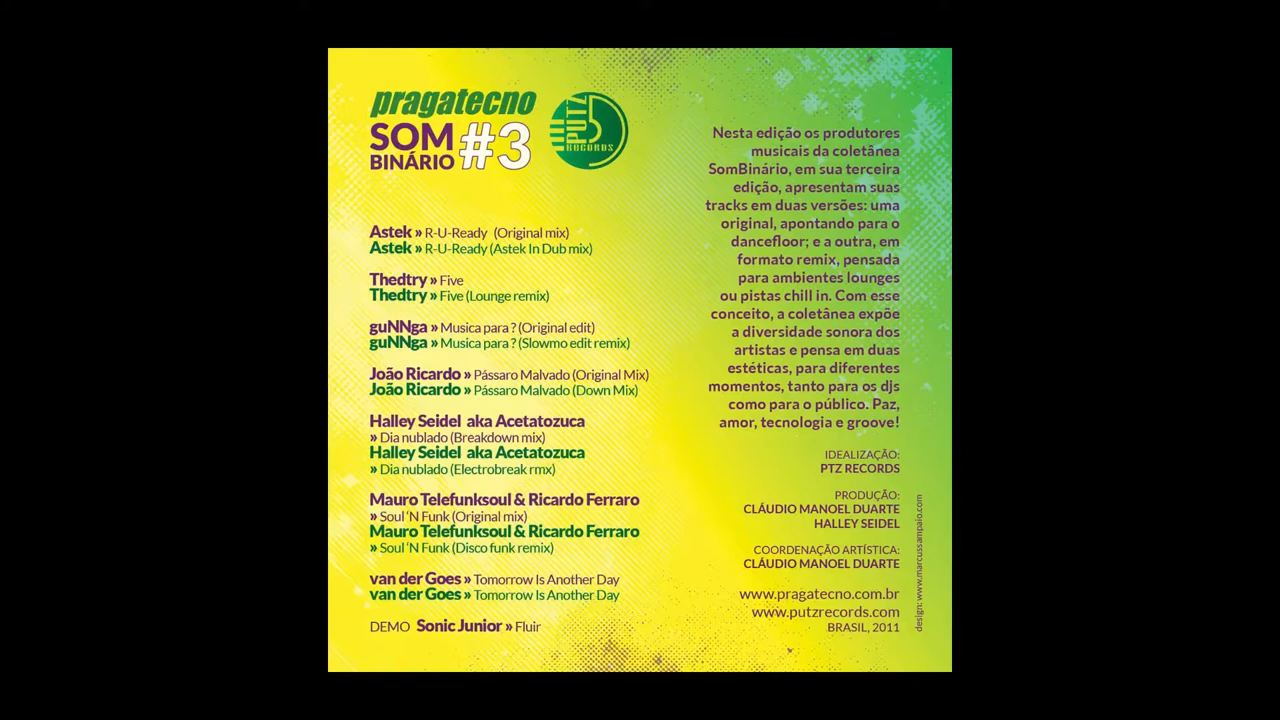 pragatecno
SOM
BINÁRIO
#3
PUTZ
RECORDS
Astek » R-U-Ready (Original mix)
Astek » R-U-Ready (Astek In Dub mix)
Thedtry » Five
Thedtry » Five (Lounge remix)
guNNga » Musica para ? (Original edit)
guNNga » Musica para ? (Slowmo edit remix)
João Ricardo » Pássaro Malvado (Original Mix)
João Ricardo » Pássaro Malvado (Down Mix)
Halley Seidel aka Acetatozuca
» Dia nublado (Breakdown mix)
Halley Seidel aka Acetatozuca
» Dia nublado (Electrobreak rmx)
Mauro Telefunksoul & Ricardo Ferraro
» Soul ‘N Funk (Original mix)
Mauro Telefunksoul & Ricardo Ferraro
» Soul ‘N Funk (Disco funk remix)
van der Goes » Tomorrow Is Another Day
van der Goes » Tomorrow Is Another Day
DEMO Sonic Junior » Fluir
Nesta edição os produtores
musicais da coletânea
SomBinário, em sua terceira
edição, apresentam suas
tracks em duas versões: uma
original, apontando para o
dancefloor; e a outra, em
formato remix, pensada
para ambientes lounges
ou pistas chill in. Com esse
conceito, a coletânea expõe
a diversidade sonora dos
artistas e pensa em duas
estéticas, para diferentes
momentos, tanto para os djs
como para o público. Paz,
amor, tecnologia e groove!
IDEALIZAÇÃO:
PTZ RECORDS
PRODUÇÃO:
CLÁUDIO MANOEL DUARTE
HALLEY SEIDEL
COORDENAÇÃO ARTÍSTICA:
CLÁUDIO MANOEL DUARTE
www.pragatecno.com.br
www.putzrecords.com
BRASIL, 2011
design: www.marcussampaio.com